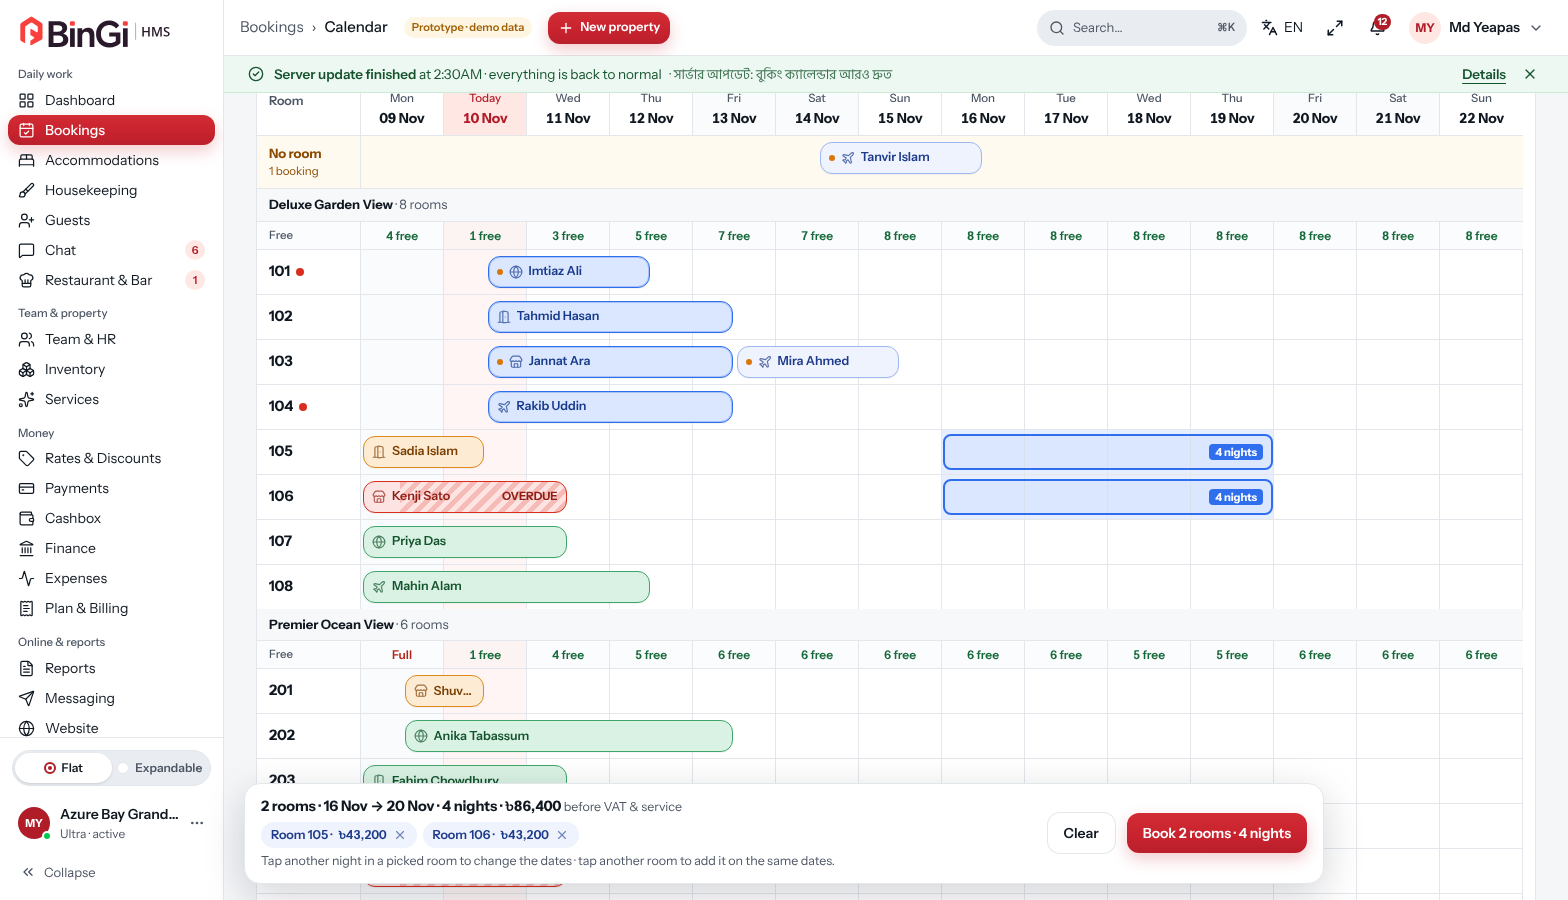 BinGi HMS
Daily work
Dashboard
Bookings
Accommodations
Housekeeping
Guests
Chat 6
Restaurant & Bar 1
Team & property
Team & HR
Inventory
Services
Money
Rates & Discounts
Payments
Cashbox
Finance
Expenses
Plan & Billing
Online & reports
Reports
Messaging
Website
Flat Expandable
MY Azure Bay Grand...
Ultra · active
Collapse
Bookings › Calendar Prototype · demo data + New property Search... ⌘K EN 12 MY Md Yeapas
Server update finished at 2:30AM · everything is back to normal · সার্ভার আপডেট: বুকিং ক্যালেন্ডার আরও দ্রুত Details
Room Mon Today Wed Thu Fri Sat Sun Mon Tue Wed Thu Fri Sat Sun
09 Nov 10 Nov 11 Nov 12 Nov 13 Nov 14 Nov 15 Nov 16 Nov 17 Nov 18 Nov 19 Nov 20 Nov 21 Nov 22 Nov
No room Tanvir Islam
1 booking
Deluxe Garden View · 8 rooms
Free 4 free 1 free 3 free 5 free 7 free 7 free 8 free 8 free 8 free 8 free 8 free 8 free 8 free 8 free
101 Imtiaz Ali
102 Tahmid Hasan
103 Jannat Ara Mira Ahmed
104 Rakib Uddin
105 Sadia Islam 4 nights
106 Kenji Sato OVERDUE 4 nights
107 Priya Das
108 Mahin Alam
Premier Ocean View · 6 rooms
Free Full 1 free 4 free 5 free 6 free 6 free 6 free 6 free 6 free 5 free 5 free 6 free 6 free 6 free
201 Shuv...
202 Anika Tabassum
203 Fahim Chowdhury
2 rooms · 16 Nov → 20 Nov · 4 nights · ৳86,400 before VAT & service
Room 105 · ৳43,200 × Room 106 · ৳43,200 ×
Tap another night in a picked room to change the dates · tap another room to add it on the same dates.
Clear Book 2 rooms · 4 nights